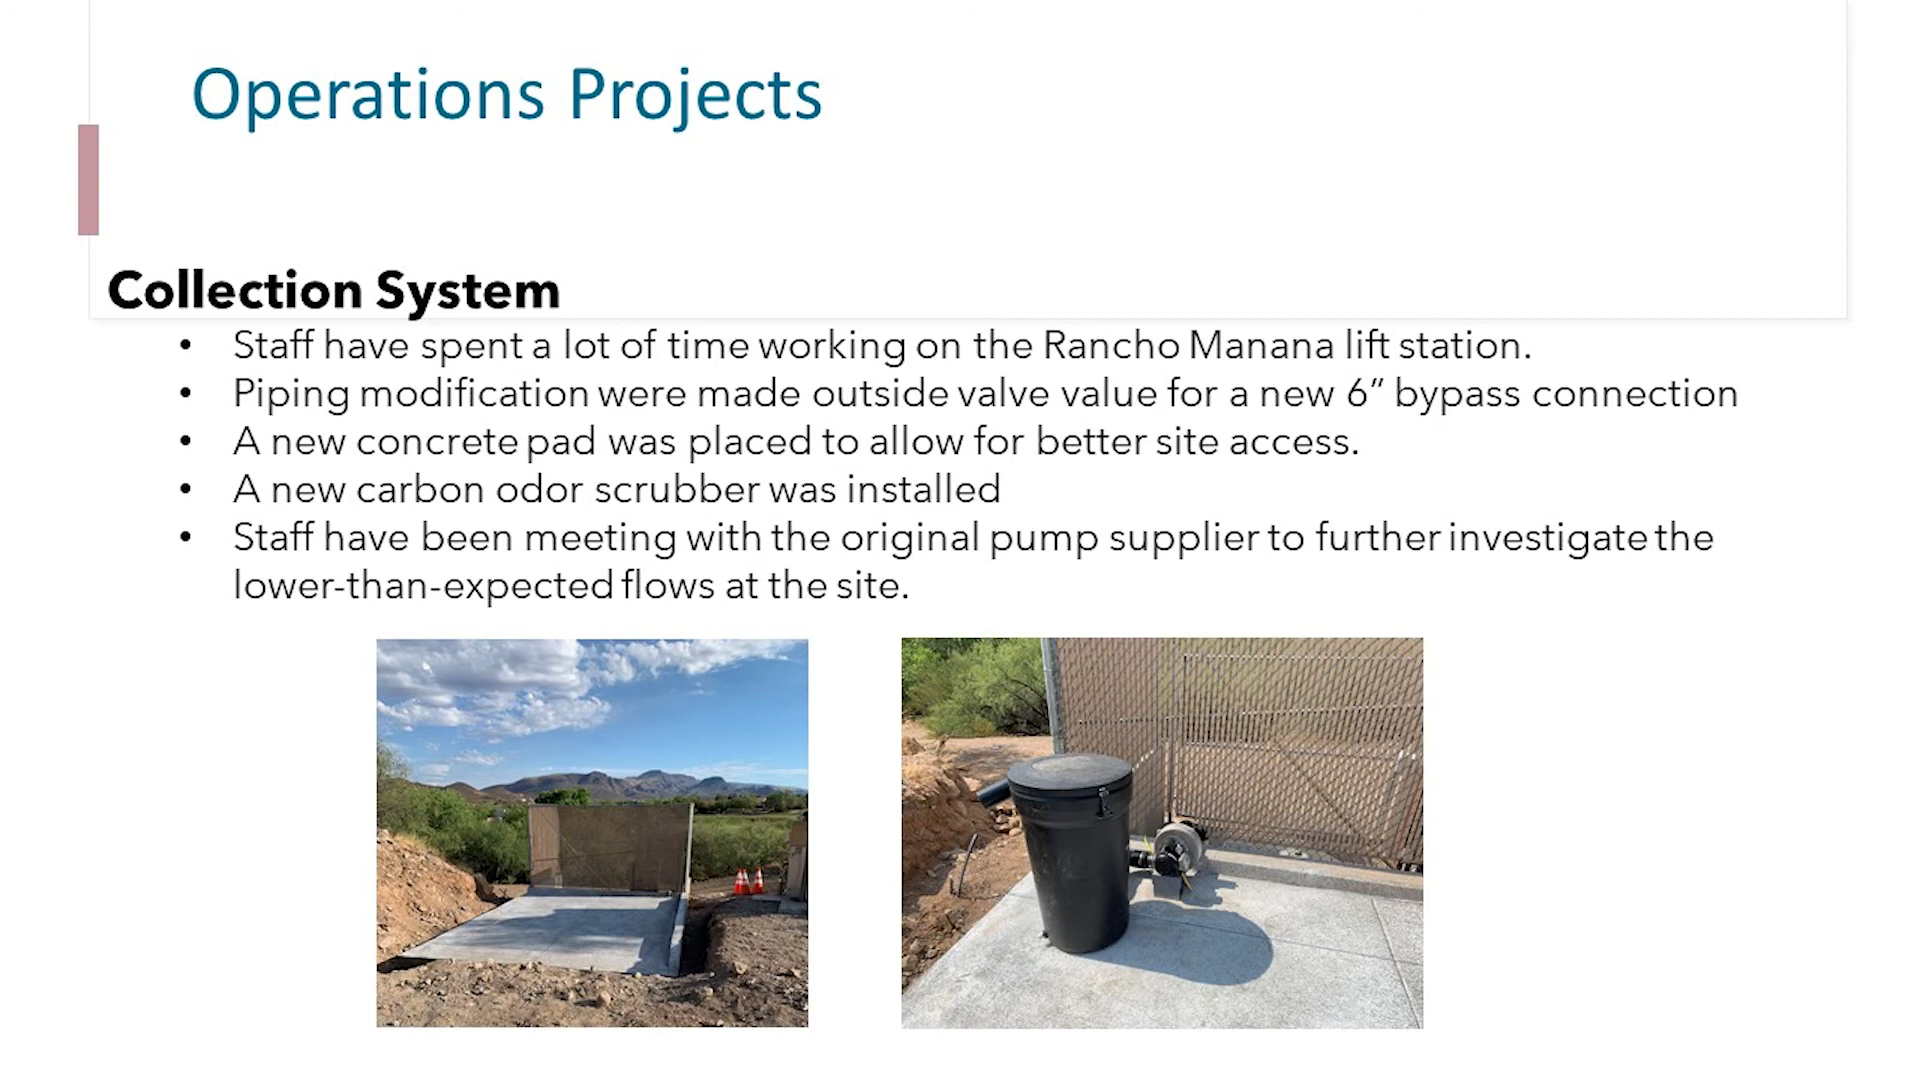 Operations Projects
Collection System
• Staff have spent a lot of time working on the Rancho Manana lift station.
• Piping modification were made outside valve value for a new 6” bypass connection
• A new concrete pad was placed to allow for better site access.
• A new carbon odor scrubber was installed
• Staff have been meeting with the original pump supplier to further investigate the
lower-than-expected flows at the site.